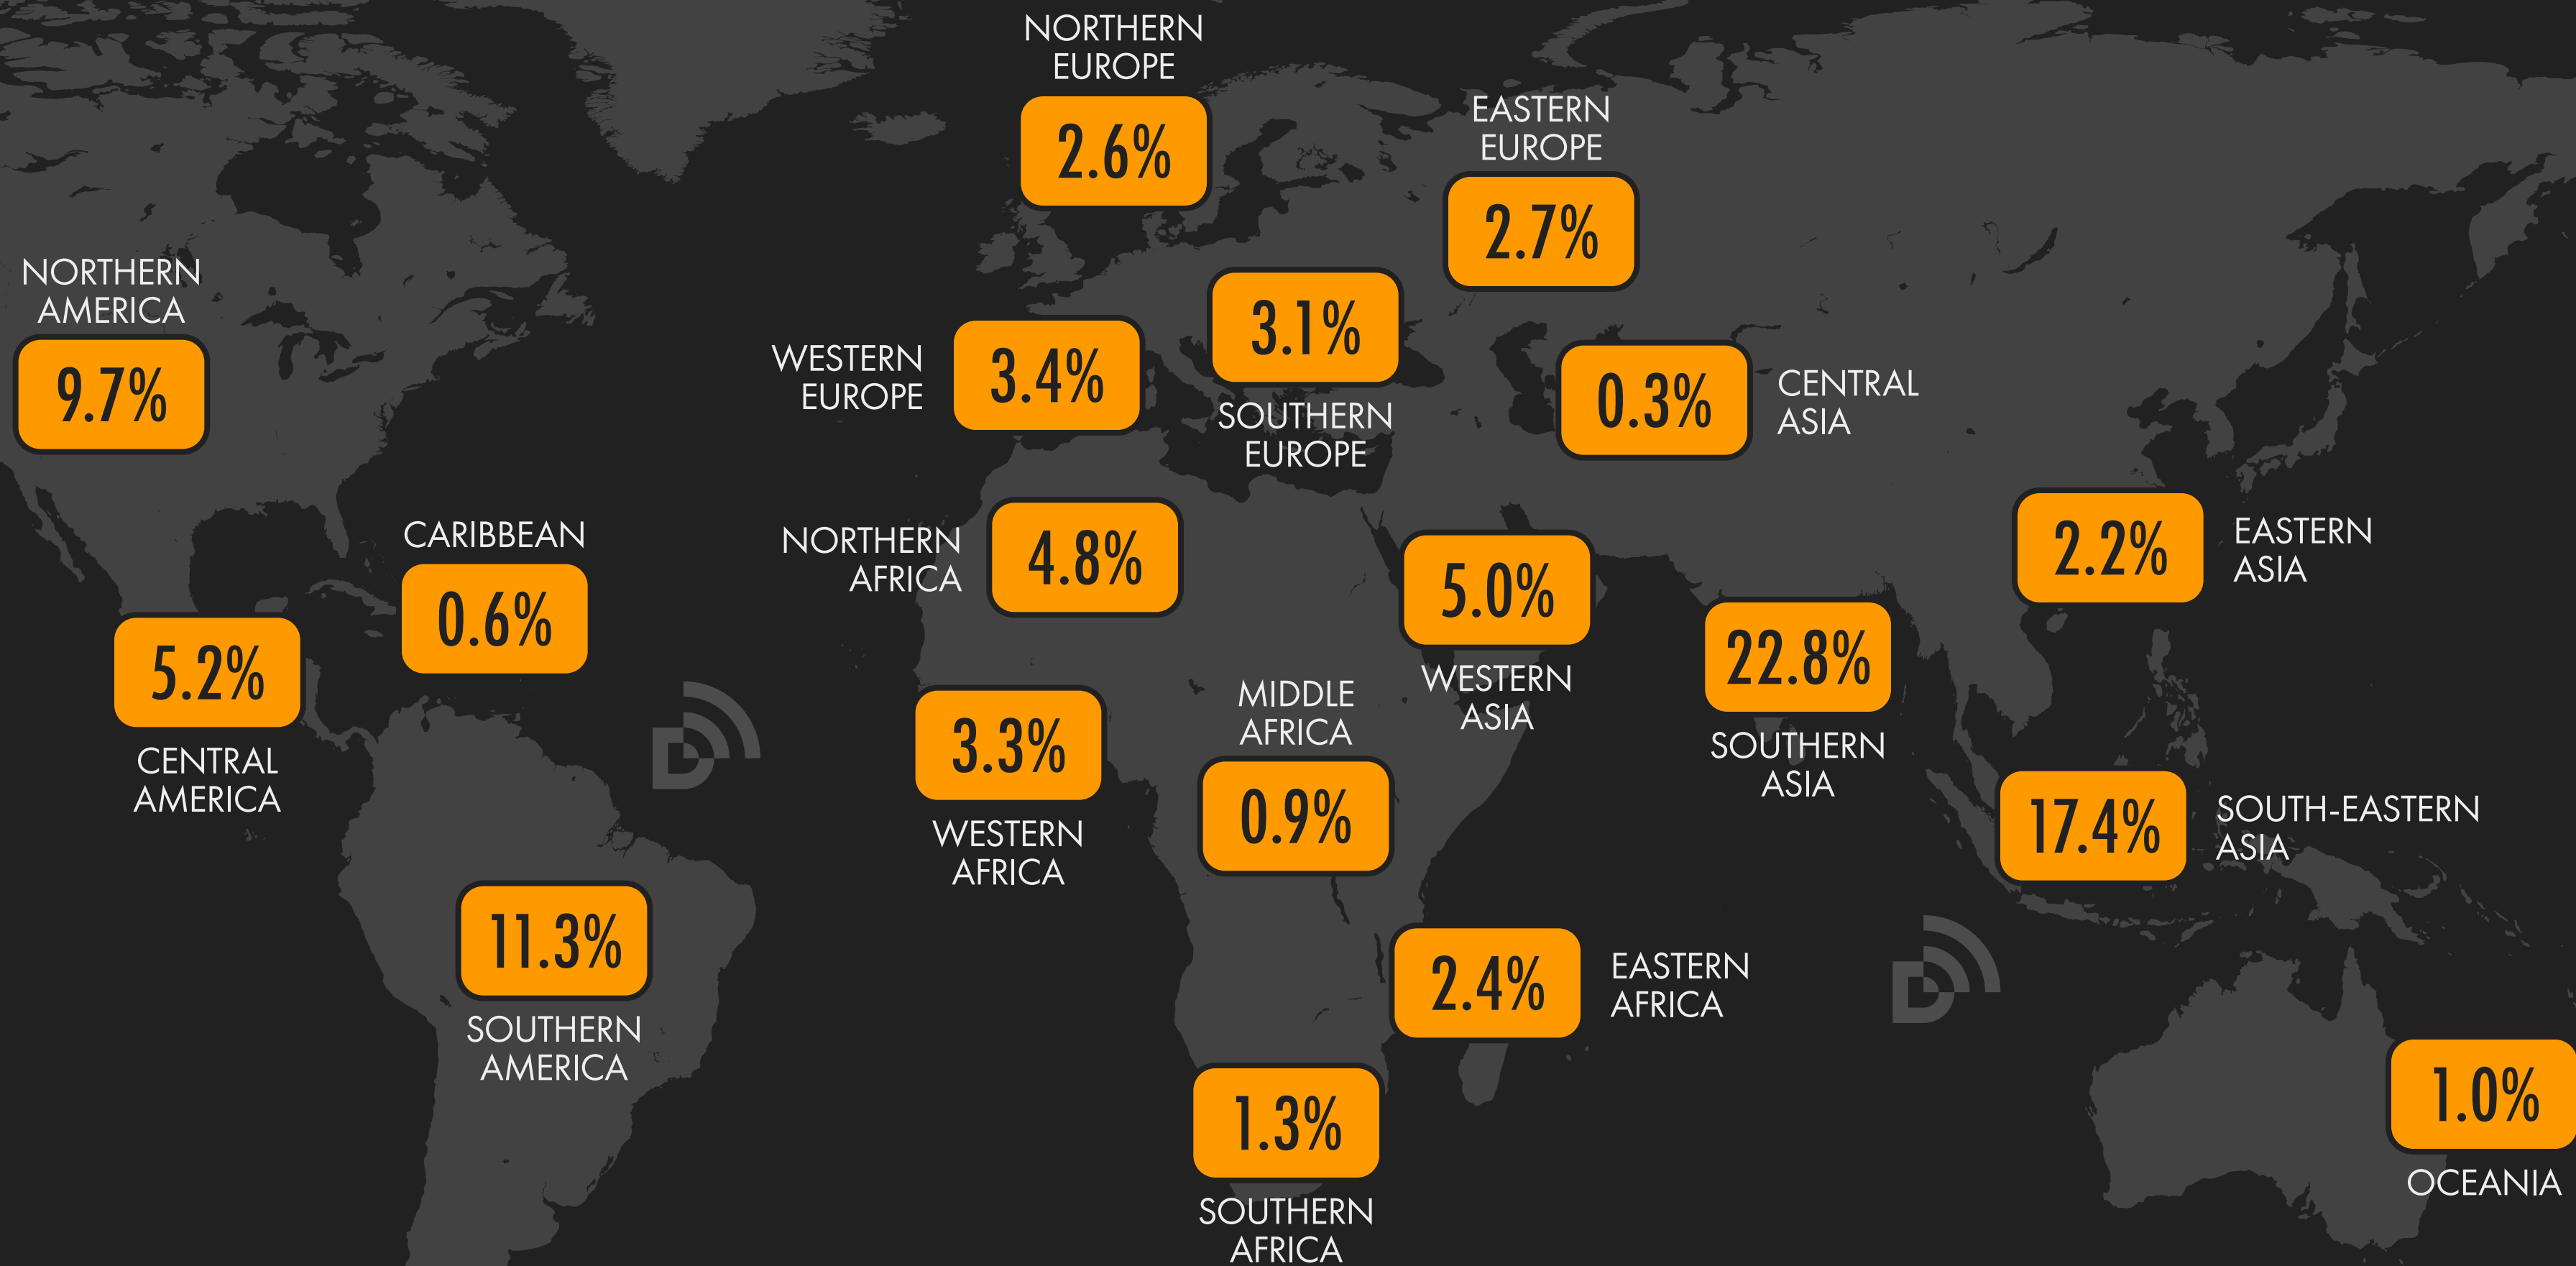 NORTHERN
EUROPE
2.6%
EASTERN
EUROPE
2.7%
NORTHERN
AMERICA
9.7%
WESTERN
EUROPE
3.4%
3.1%
SOUTHERN
EUROPE
0.3%
CENTRAL
ASIA
CARIBBEAN
0.6%
NORTHERN
AFRICA
4.8%
5.0%
WESTERN
ASIA
2.2%
EASTERN
ASIA
5.2%
CENTRAL
AMERICA
22.8%
SOUTHERN
ASIA
3.3%
WESTERN
AFRICA
MIDDLE
AFRICA
0.9%
17.4%
SOUTH-EASTERN
ASIA
11.3%
SOUTHERN
AMERICA
2.4%
EASTERN
AFRICA
1.3%
SOUTHERN
AFRICA
1.0%
OCEANIA